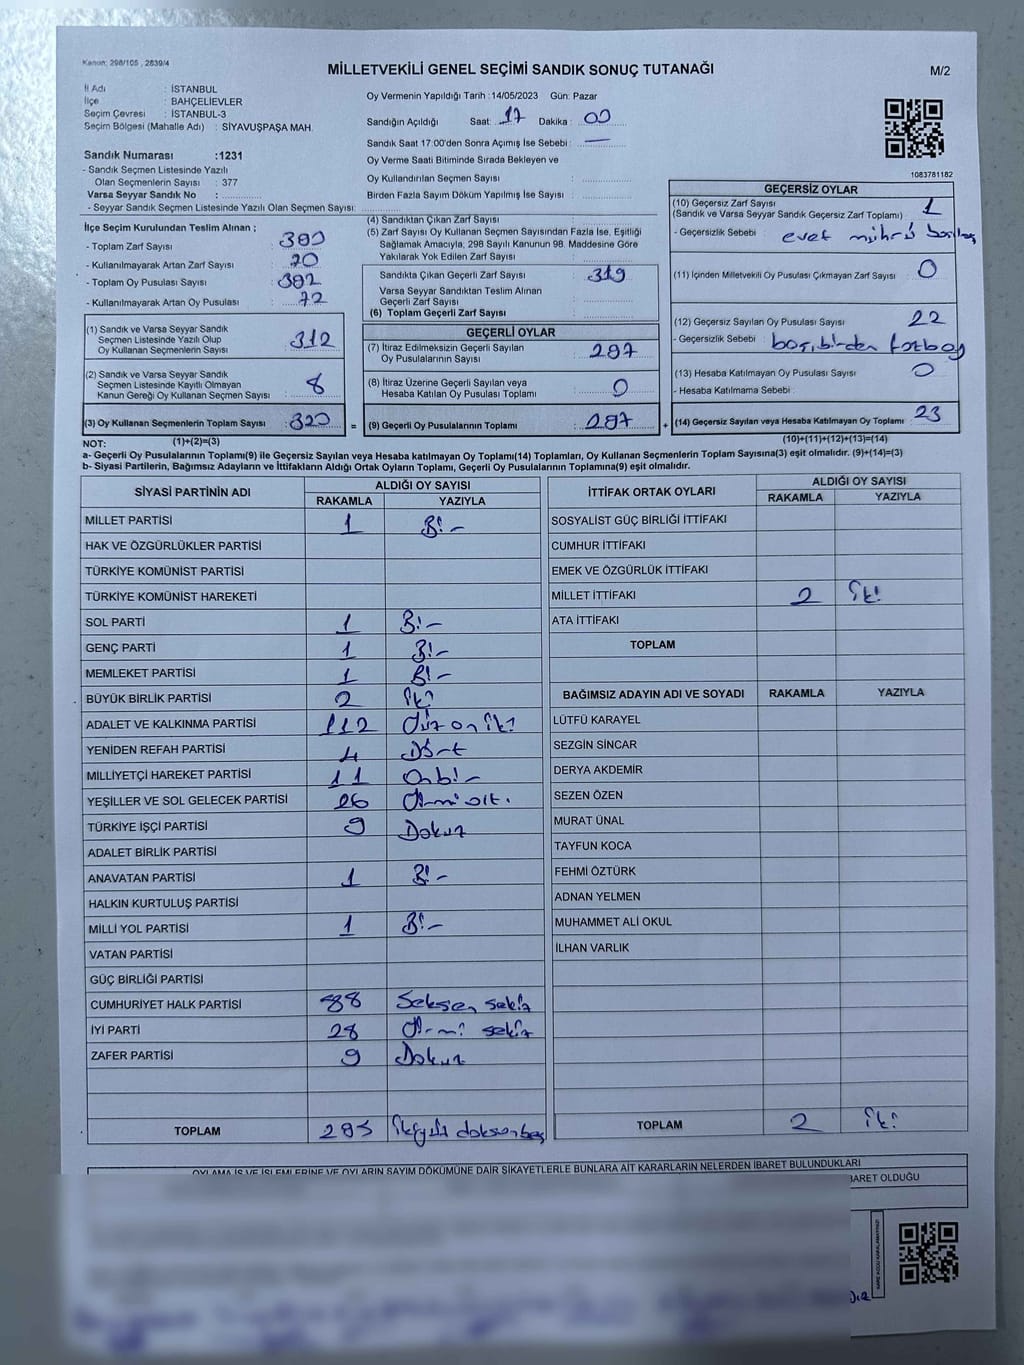 Kanun: 298/105 , 2839/4
MİLLETVEKİLİ GENEL SEÇİMİ SANDIK SONUÇ TUTANAĞI
M/2
İl Adı : İSTANBUL
İlçe : BAHÇELİEVLER
Seçim Çevresi : İSTANBUL-3
Seçim Bölgesi (Mahalle Adı) : SİYAVUŞPAŞA MAH.
Oy Vermenin Yapıldığı Tarih :14/05/2023 Gün: Pazar
Sandığın Açıldığı Saat: 17 Dakika : 00
Sandık Saat 17:00'den Sonra Açımış İse Sebebi : —
Oy Verme Saati Bitiminde Sırada Bekleyen ve
Oy Kullandırılan Seçmen Sayısı :
Birden Fazla Sayım Döküm Yapılmış İse Sayısı :
Sandık Numarası :1231
- Sandık Seçmen Listesinde Yazılı
Olan Seçmenlerin Sayısı : 377
Varsa Seyyar Sandık No :
- Seyyar Sandık Seçmen Listesinde Yazılı Olan Seçmen Sayısı:
1083781182
İlçe Seçim Kurulundan Teslim Alınan ;
- Toplam Zarf Sayısı :
- Kullanılmayarak Artan Zarf Sayısı : 70
- Toplam Oy Pusulası Sayısı : 392
- Kullanılmayarak Artan Oy Pusulası : 72
(1) Sandık ve Varsa Seyyar Sandık
Seçmen Listesinde Yazılı Olup
Oy Kullanan Seçmenlerin Sayısı : 312
(2) Sandık ve Varsa Seyyar Sandık
Seçmen Listesinde Kayıtlı Olmayan
Kanun Gereği Oy Kullanan Seçmen Sayısı : 8
(3) Oy Kullanan Seçmenlerin Toplam Sayısı : 320
(4) Sandıktan Çıkan Zarf Sayısı :
(5) Zarf Sayısı Oy Kullanan Seçmen Sayısından Fazla İse, Eşitliği
Sağlamak Amacıyla, 298 Sayılı Kanunun 98. Maddesine Göre
Yakılarak Yok Edilen Zarf Sayısı :
Sandıkta Çıkan Geçerli Zarf Sayısı : 319
Varsa Seyyar Sandıktan Teslim Alınan
Geçerli Zarf Sayısı :
(6) Toplam Geçerli Zarf Sayısı :
GEÇERLİ OYLAR
(7) İtiraz Edilmeksizin Geçerli Sayılan
Oy Pusulalarının Sayısı : 297
(8) İtiraz Üzerine Geçerli Sayılan veya
Hesaba Katılan Oy Pusulası Toplamı : 0
= (9) Geçerli Oy Pusulalarının Toplamı : 297
GEÇERSİZ OYLAR
(10) Geçersiz Zarf Sayısı : 1
(Sandık ve Varsa Seyyar Sandık Geçersiz Zarf Toplamı)
- Geçersizlik Sebebi : evet mührü
(11) İçinden Milletvekili Oy Pusulası Çıkmayan Zarf Sayısı : 0
(12) Geçersiz Sayılan Oy Pusulası Sayısı : 22
- Geçersizlik Sebebi : boş, birden
(13) Hesaba Katılmayan Oy Pusulası Sayısı : 0
- Hesaba Katılmama Sebebi :
+ (14) Geçersiz Sayılan veya Hesaba Katılmayan Oy Toplamı : 23
NOT: (1)+(2)=(3)
(10)+(11)+(12)+(13)=(14)
a- Geçerli Oy Pusulalarının Toplamı(9) ile Geçersiz Sayılan veya Hesaba katılmayan Oy Toplamı(14) Toplamları, Oy Kullanan Seçmenlerin Toplam Sayısına(3) eşit olmalıdır. (9)+(14)=(3)
b- Siyasi Partilerin, Bağımsız Adayların ve İttifakların Aldığı Ortak Oyların Toplamı, Geçerli Oy Pusulalarının Toplamına(9) eşit olmalıdır.
SİYASİ PARTİNİN ADI ALDIĞI OY SAYISI
RAKAMLA YAZIYLA
MİLLET PARTİSİ 1 Bir
HAK VE ÖZGÜRLÜKLER PARTİSİ
TÜRKİYE KOMÜNİST PARTİSİ
TÜRKİYE KOMÜNİST HAREKETİ
SOL PARTİ 1 Bir
GENÇ PARTİ 1 Bir
MEMLEKET PARTİSİ 1 Bir
BÜYÜK BİRLİK PARTİSİ 2 iki
ADALET VE KALKINMA PARTİSİ 112 Yüz on iki
YENİDEN REFAH PARTİSİ 4 Dört
MİLLİYETÇİ HAREKET PARTİSİ 11 Onbir
YEŞİLLER VE SOL GELECEK PARTİSİ 26 Yirmi altı
TÜRKİYE İŞÇİ PARTİSİ 9 Dokuz
ADALET BİRLİK PARTİSİ
ANAVATAN PARTİSİ 1 Bir
HALKIN KURTULUŞ PARTİSİ
MİLLİ YOL PARTİSİ 1 Bir
VATAN PARTİSİ
GÜÇ BİRLİĞİ PARTİSİ
CUMHURİYET HALK PARTİSİ 88 Seksen sekiz
İYİ PARTİ 28 Yirmi sekiz
ZAFER PARTİSİ 9 Dokuz
TOPLAM 295 ikiyüz doksanbeş
İTTİFAK ORTAK OYLARI ALDIĞI OY SAYISI
RAKAMLA YAZIYLA
SOSYALİST GÜÇ BİRLİĞİ İTTİFAKI
CUMHUR İTTİFAKI
EMEK VE ÖZGÜRLÜK İTTİFAKI
MİLLET İTTİFAKI 2 iki
ATA İTTİFAKI
TOPLAM
BAĞIMSIZ ADAYIN ADI VE SOYADI RAKAMLA YAZIYLA
LÜTFÜ KARAYEL
SEZGİN SİNCAR
DERYA AKDEMİR
SEZEN ÖZEN
MURAT ÜNAL
TAYFUN KOCA
FEHMİ ÖZTÜRK
ADNAN YELMEN
MUHAMMET ALİ OKUL
İLHAN VARLIK
TOPLAM 2 iki
OYLAMA İŞ VE İŞLEMLERİNE VE OYLARIN SAYIM DÖKÜMÜNE DAİR ŞİKAYETLERLE BUNLARA AİT KARARLARIN NELERDEN İBARET BULUNDUKLARI
BARET OLDUĞU